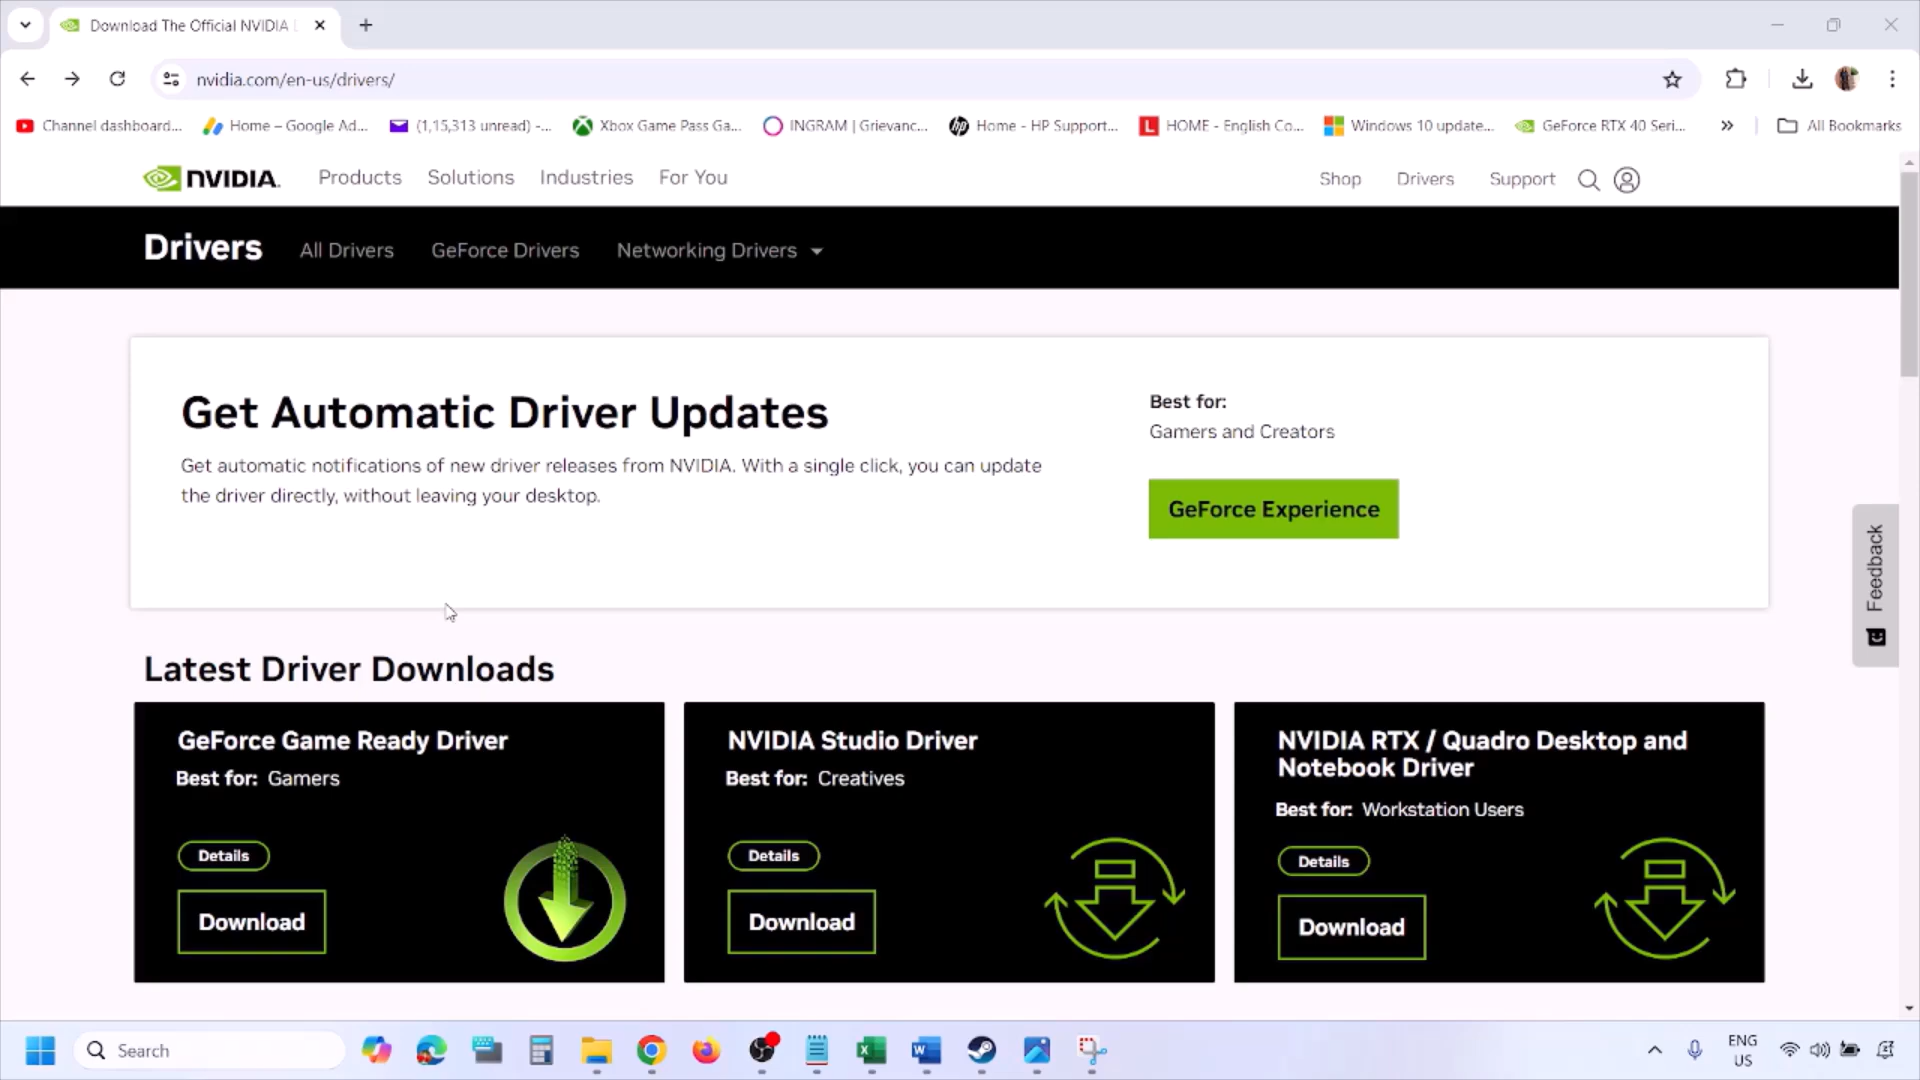 Download The Official NVIDIA
nvidia.com/en-us/drivers/
Channel dashboard...
Home – Google Ad...
(1,15,313 unread) -...
Xbox Game Pass Ga...
INGRAM | Grievanc...
Home - HP Support...
HOME - English Co...
Windows 10 update...
GeForce RTX 40 Seri...
All Bookmarks
NVIDIA.
Products
Solutions
Industries
For You
Shop
Drivers
Support
Drivers
All Drivers
GeForce Drivers
Networking Drivers
Get Automatic Driver Updates
Get automatic notifications of new driver releases from NVIDIA. With a single click, you can update
the driver directly, without leaving your desktop.
Best for:
Gamers and Creators
GeForce Experience
Feedback
Latest Driver Downloads
GeForce Game Ready Driver
Best for: Gamers
Details
Download
NVIDIA Studio Driver
Best for: Creatives
Details
Download
NVIDIA RTX / Quadro Desktop and
Notebook Driver
Best for: Workstation Users
Details
Download
Search
ENG
US